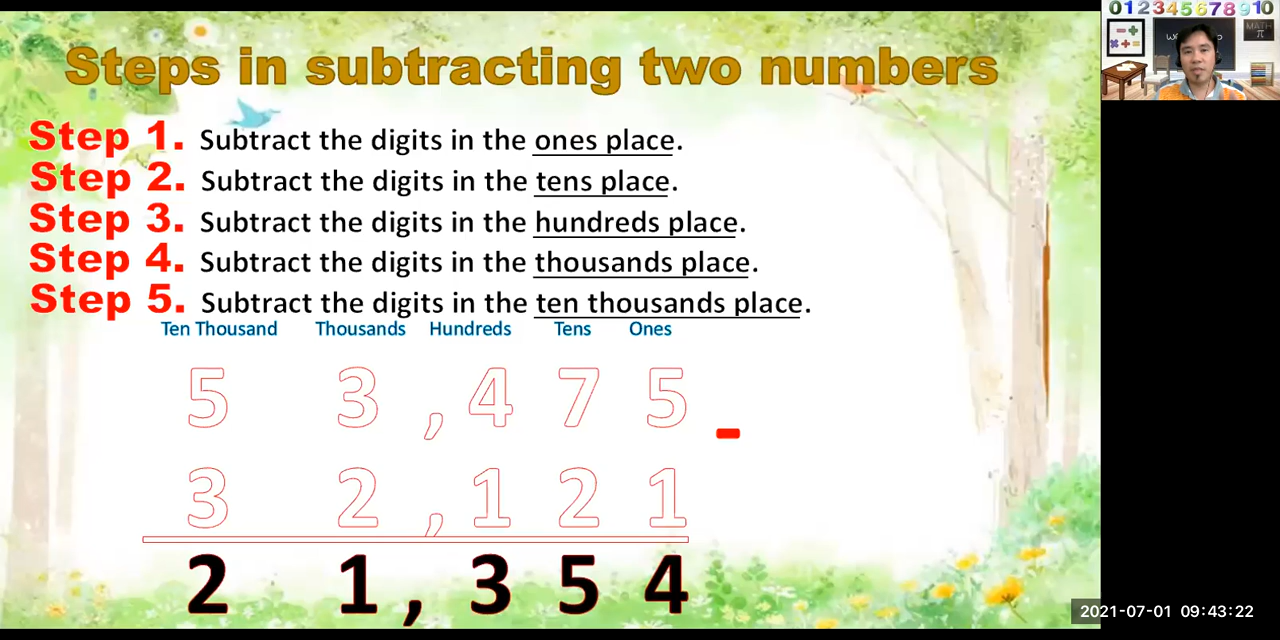 Steps in subtracting two numbers
Step 1. Subtract the digits in the ones place.
Step 2. Subtract the digits in the tens place.
Step 3. Subtract the digits in the hundreds place.
Step 4. Subtract the digits in the thousands place.
Step 5. Subtract the digits in the ten thousands place.
Ten Thousand Thousands Hundreds Tens Ones
5 3 , 4 7 5 -
3 2 , 1 2 1
2 1 , 3 5 4
0 1 2 3 4 5 6 7 8 9 10
MATH
π
2021-07-01 09:43:22